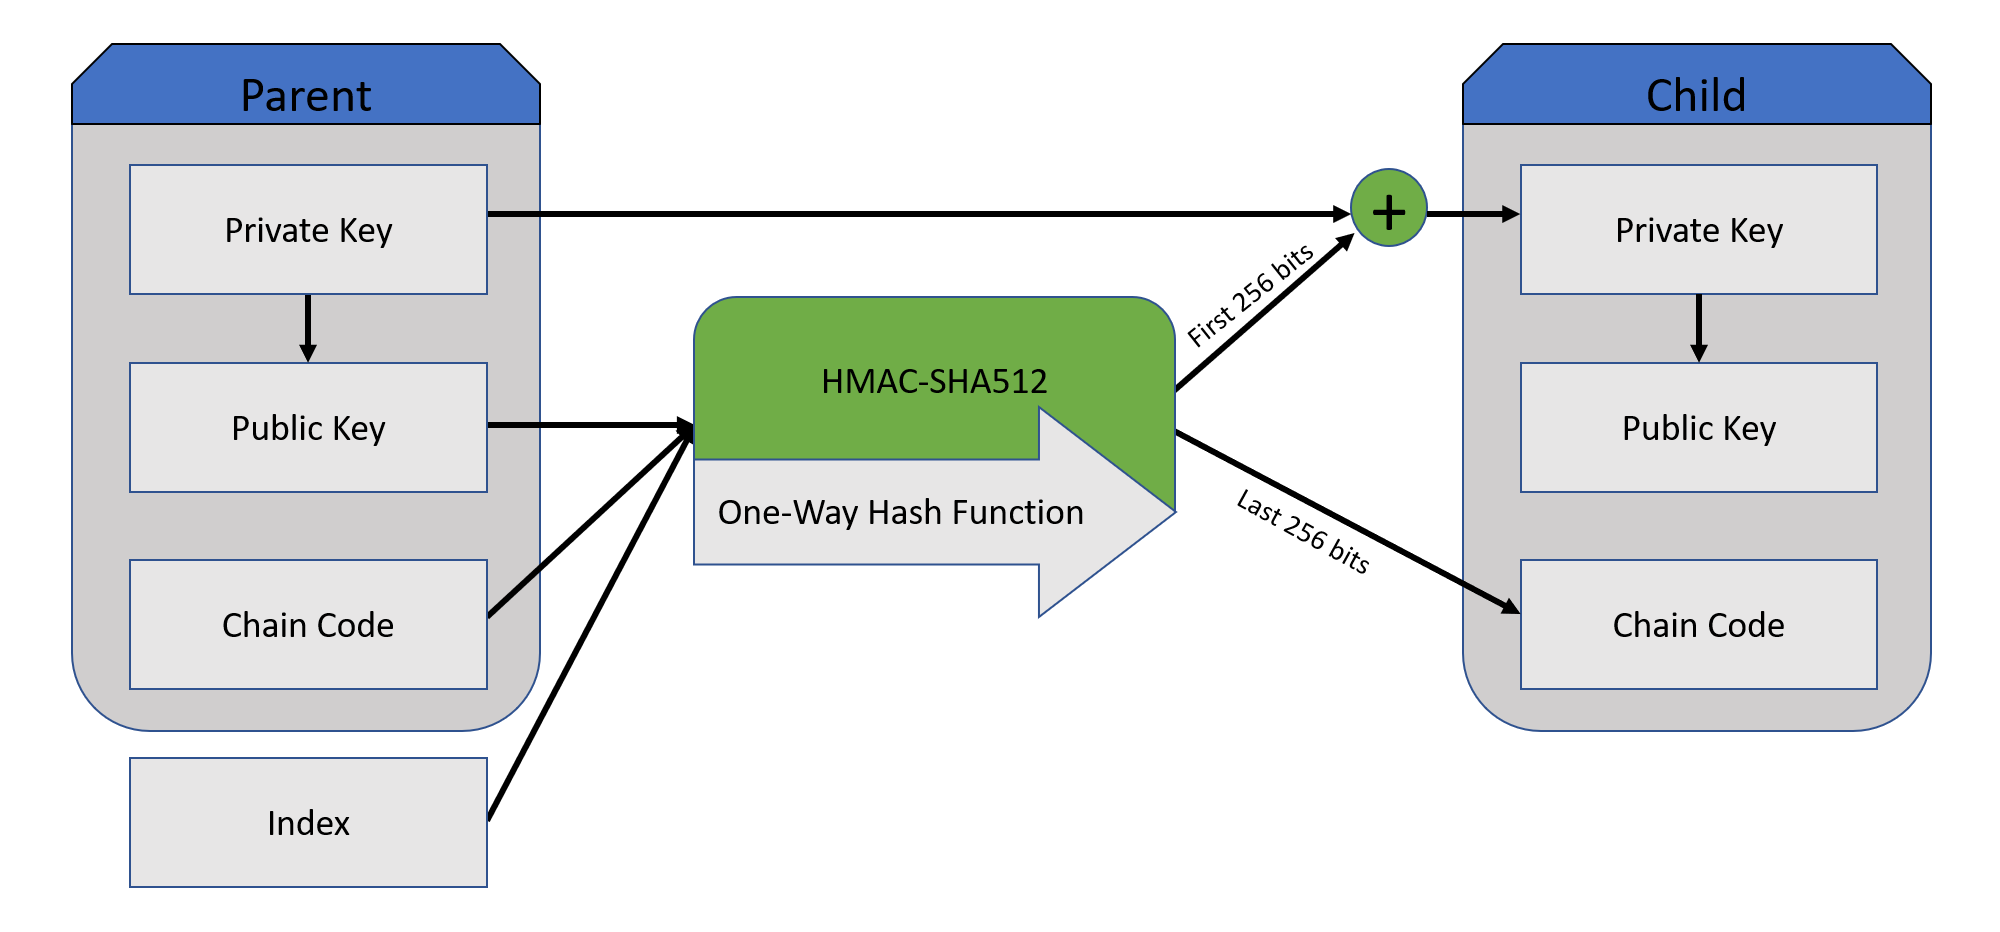 Parent
Private Key
Public Key
Chain Code
Index
HMAC-SHA512
One-Way Hash Function
First 256 bits
Last 256 bits
+
Child
Private Key
Public Key
Chain Code